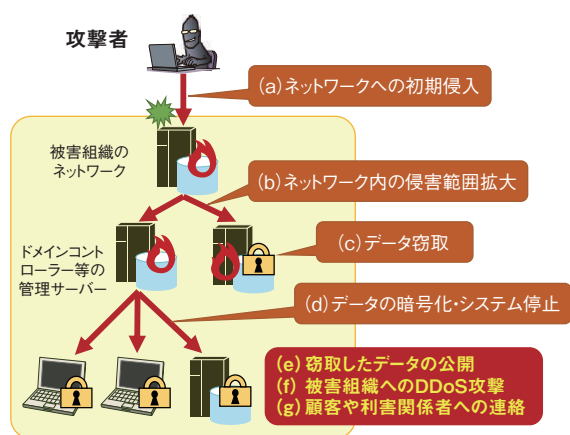 攻撃者
(a)ネットワークへの初期侵入
被害組織の
ネットワーク
(b)ネットワーク内の侵害範囲拡大
(c)データ窃取
ドメインコント
ローラー等の
管理サーバー
(d)データの暗号化・システム停止
(e) 窃取したデータの公開
(f) 被害組織へのDDoS攻撃
(g) 顧客や利害関係者への連絡